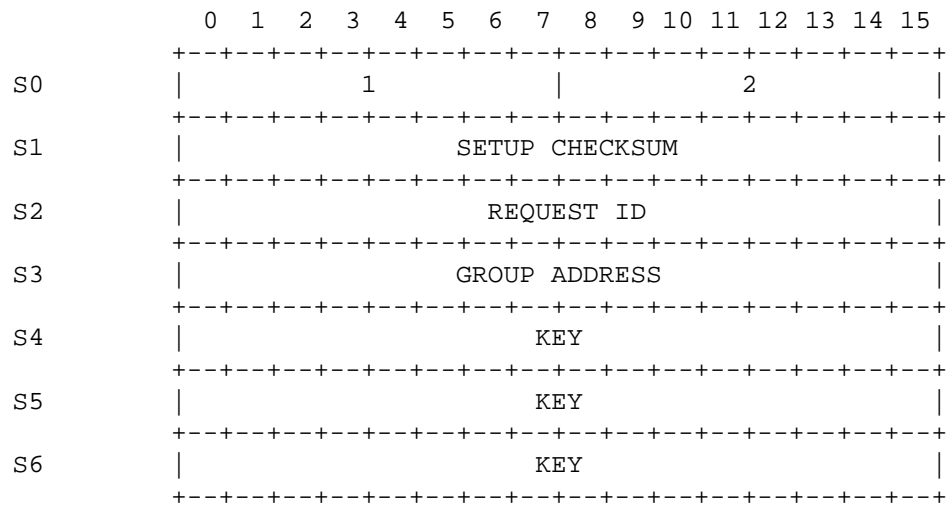 0 1 2 3 4 5 6 7 8 9 10 11 12 13 14 15
+--+--+--+--+--+--+--+--+--+--+--+--+--+--+--+--+
S0 | 1 | 2 |
+--+--+--+--+--+--+--+--+--+--+--+--+--+--+--+--+
S1 | SETUP CHECKSUM |
+--+--+--+--+--+--+--+--+--+--+--+--+--+--+--+--+
S2 | REQUEST ID |
+--+--+--+--+--+--+--+--+--+--+--+--+--+--+--+--+
S3 | GROUP ADDRESS |
+--+--+--+--+--+--+--+--+--+--+--+--+--+--+--+--+
S4 | KEY |
+--+--+--+--+--+--+--+--+--+--+--+--+--+--+--+--+
S5 | KEY |
+--+--+--+--+--+--+--+--+--+--+--+--+--+--+--+--+
S6 | KEY |
+--+--+--+--+--+--+--+--+--+--+--+--+--+--+--+--+